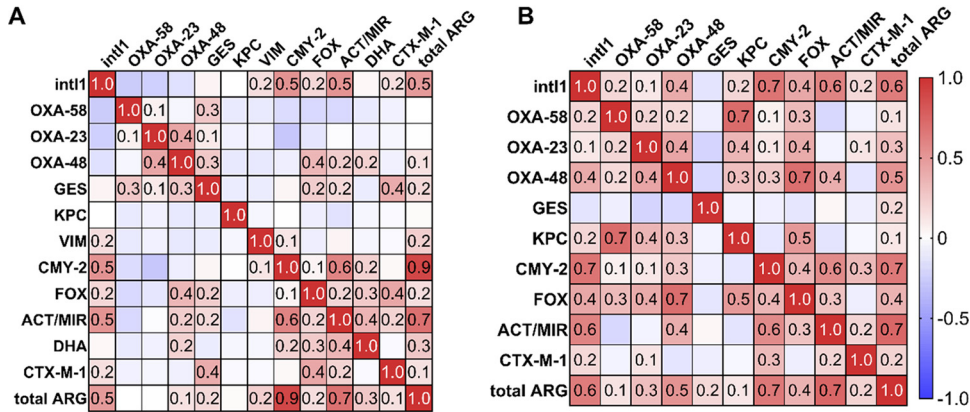 A
intl1
OXA-58
OXA-23
OXA-48
GES
KPC
VIM
CMY-2
FOX
ACT/MIR
DHA
CTX-M-1
total ARG
intl1 1.0 0.2 0.5 0.2 0.5 0.2 0.5
OXA-58 1.0 0.1 0.3
OXA-23 0.1 1.0 0.4 0.1
OXA-48 0.4 1.0 0.3 0.4 0.2 0.2 0.1
GES 0.3 0.1 0.3 1.0 0.2 0.2 0.4 0.2
KPC 1.0
VIM 0.2 1.0 0.1 0.2
CMY-2 0.5 0.1 1.0 0.1 0.6 0.2 0.9
FOX 0.2 0.4 0.2 0.1 1.0 0.2 0.3 0.4 0.2
ACT/MIR 0.5 0.2 0.2 0.6 0.2 1.0 0.4 0.2 0.7
DHA 0.2 0.2 0.3 0.4 1.0 0.3
CTX-M-1 0.2 0.4 0.4 0.2 1.0 0.1
total ARG 0.5 0.1 0.2 0.2 0.9 0.2 0.7 0.3 0.1 1.0
B
intl1
OXA-58
OXA-23
OXA-48
GES
KPC
CMY-2
FOX
ACT/MIR
CTX-M-1
total ARG
intl1 1.0 0.2 0.1 0.4 0.2 0.7 0.4 0.6 0.2 0.6
OXA-58 0.2 1.0 0.2 0.2 0.7 0.1 0.3 0.1
OXA-23 0.1 0.2 1.0 0.4 0.4 0.1 0.4 0.1 0.3
OXA-48 0.4 0.2 0.4 1.0 0.3 0.3 0.7 0.4 0.5
GES 1.0 0.2
KPC 0.2 0.7 0.4 0.3 1.0 0.5 0.1
CMY-2 0.7 0.1 0.1 0.3 1.0 0.4 0.6 0.3 0.7
FOX 0.4 0.3 0.4 0.7 0.5 0.4 1.0 0.3 0.4
ACT/MIR 0.6 0.4 0.6 0.3 1.0 0.2 0.7
CTX-M-1 0.2 0.1 0.3 0.2 1.0 0.2
total ARG 0.6 0.1 0.3 0.5 0.2 0.1 0.7 0.4 0.7 0.2 1.0
1.0
0.5
0
-0.5
-1.0